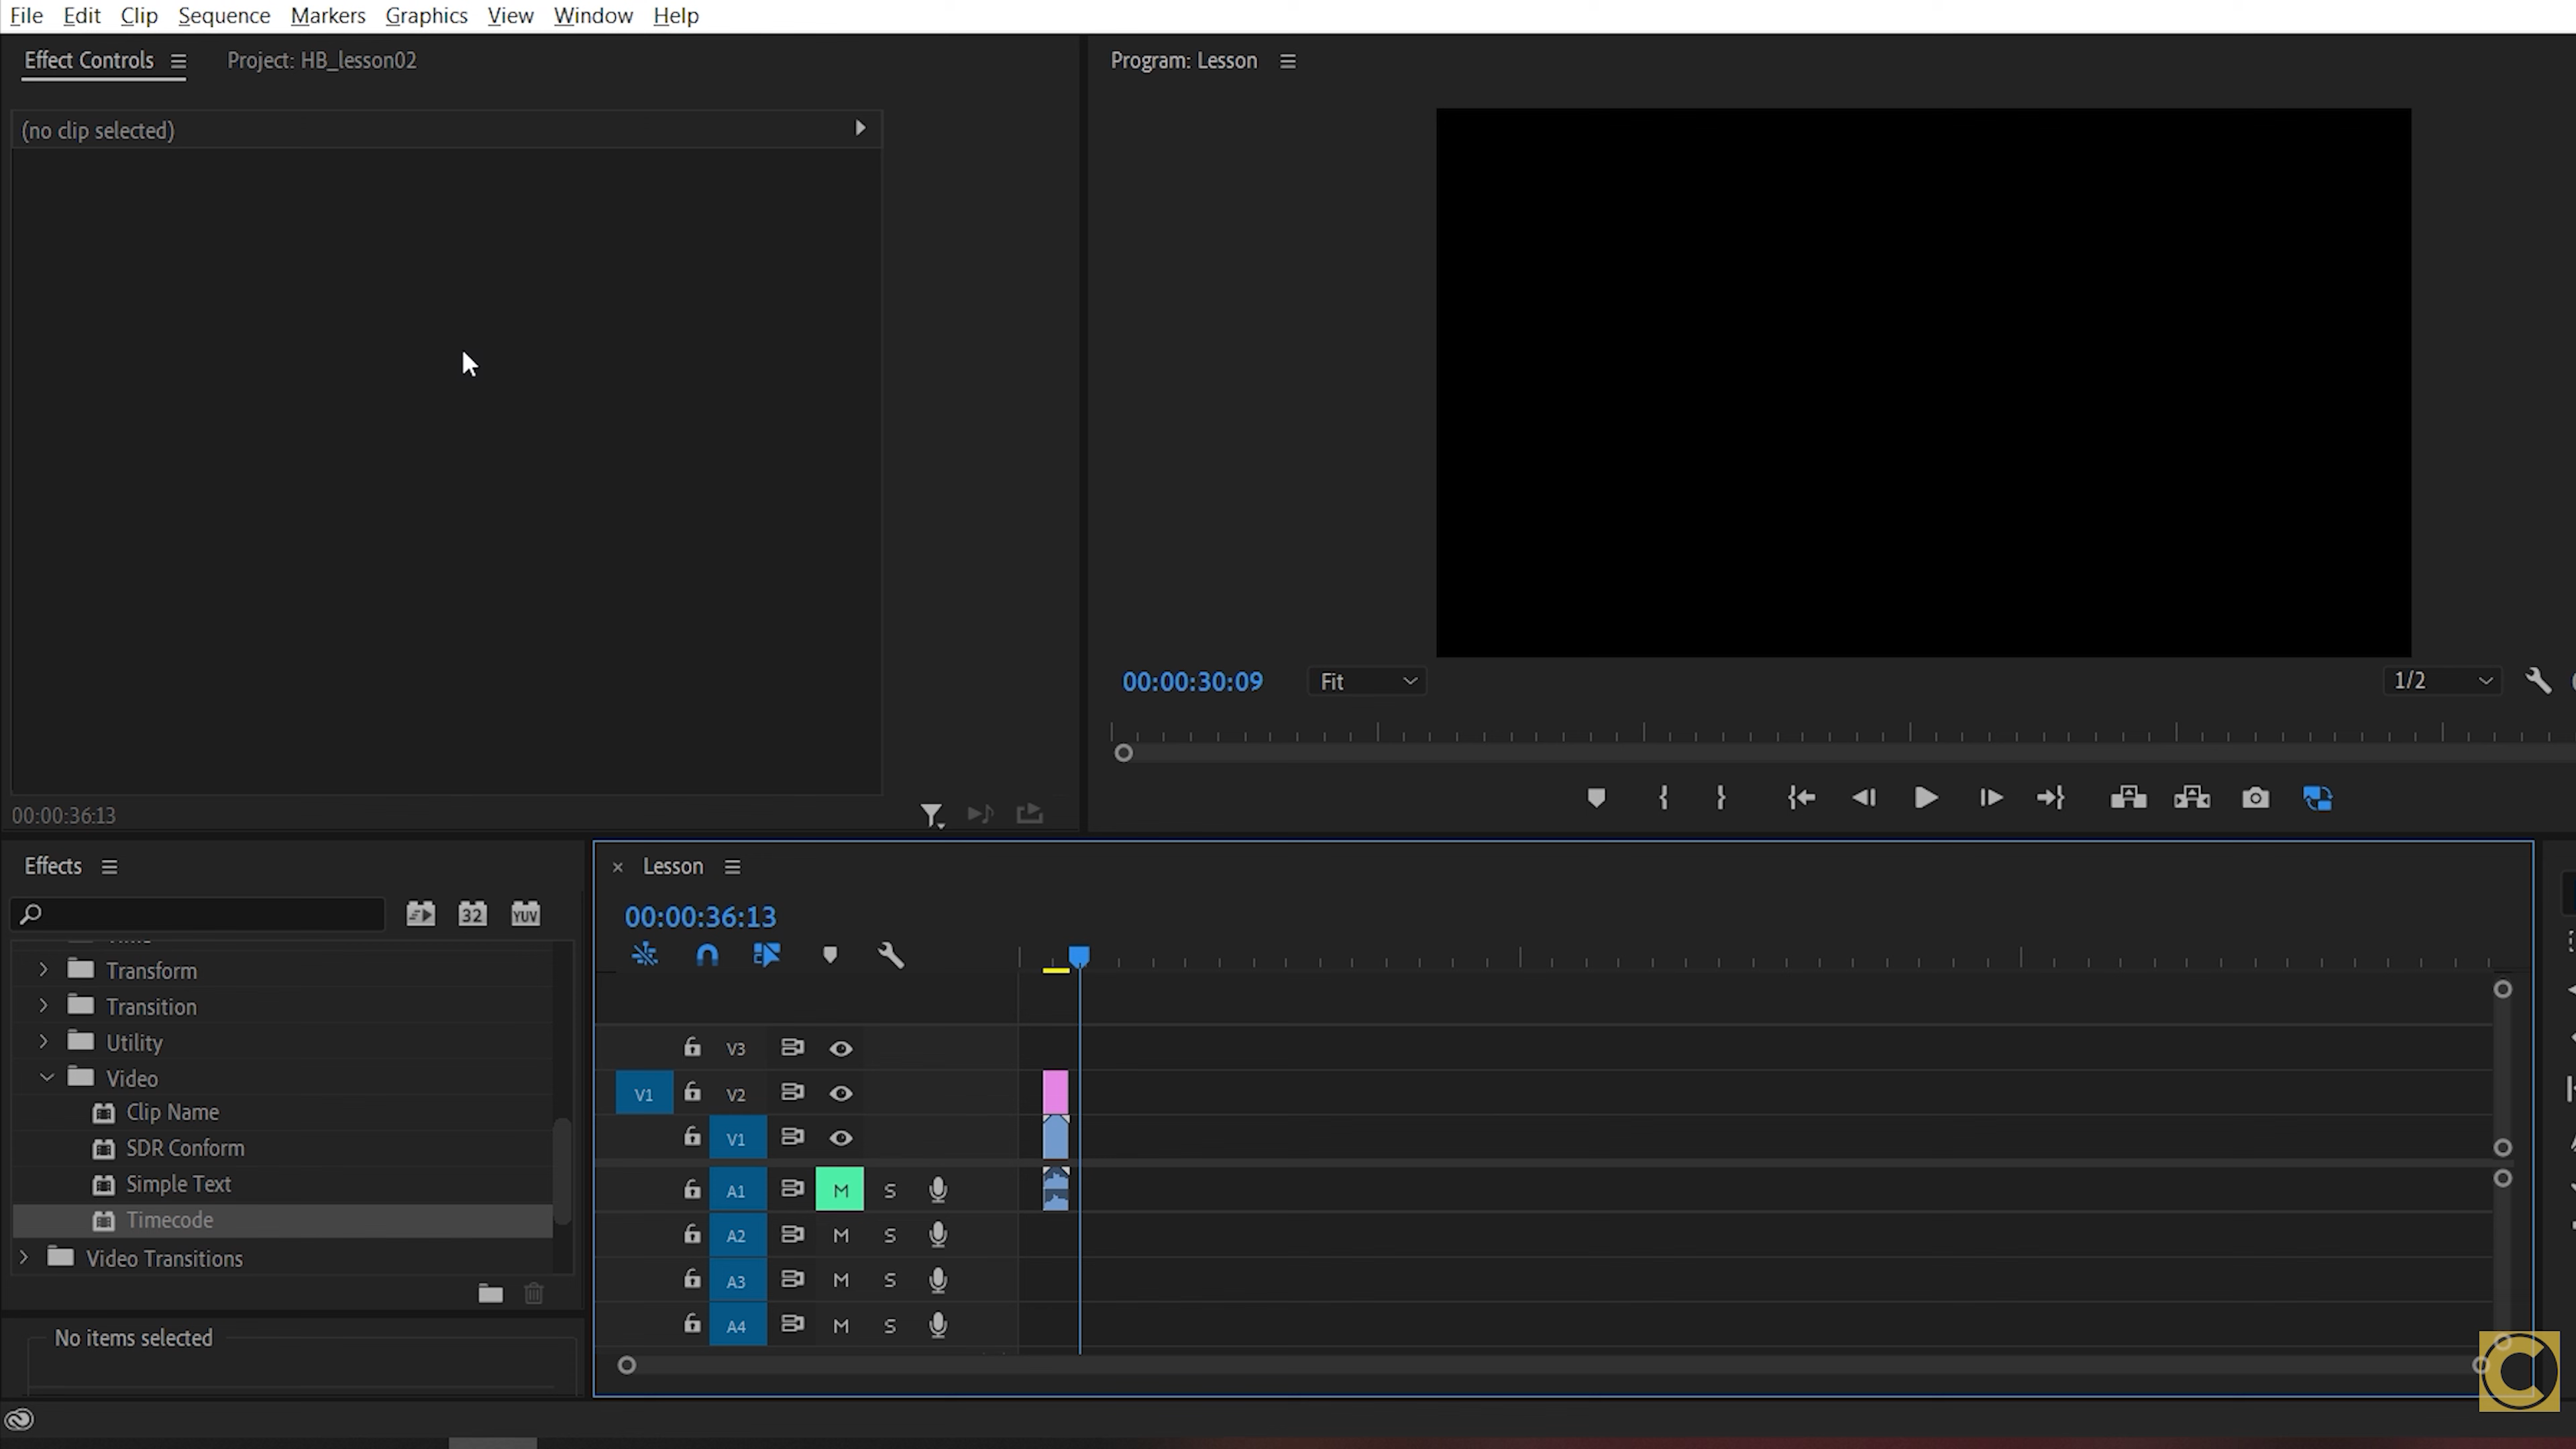 File Edit Clip Sequence Markers Graphics View Window Help
Effect Controls Project: HB_lesson02
Program: Lesson
(no clip selected)
00:00:30:09 Fit 1/2
00:00:36:13
Effects
32 YUV
Transform
Transition
Utility
Video
Clip Name
SDR Conform
Simple Text
Timecode
Video Transitions
No items selected
× Lesson
00:00:36:13
V3
V1 V2
V1
A1 M S
A2 M S
A3 M S
A4 M S